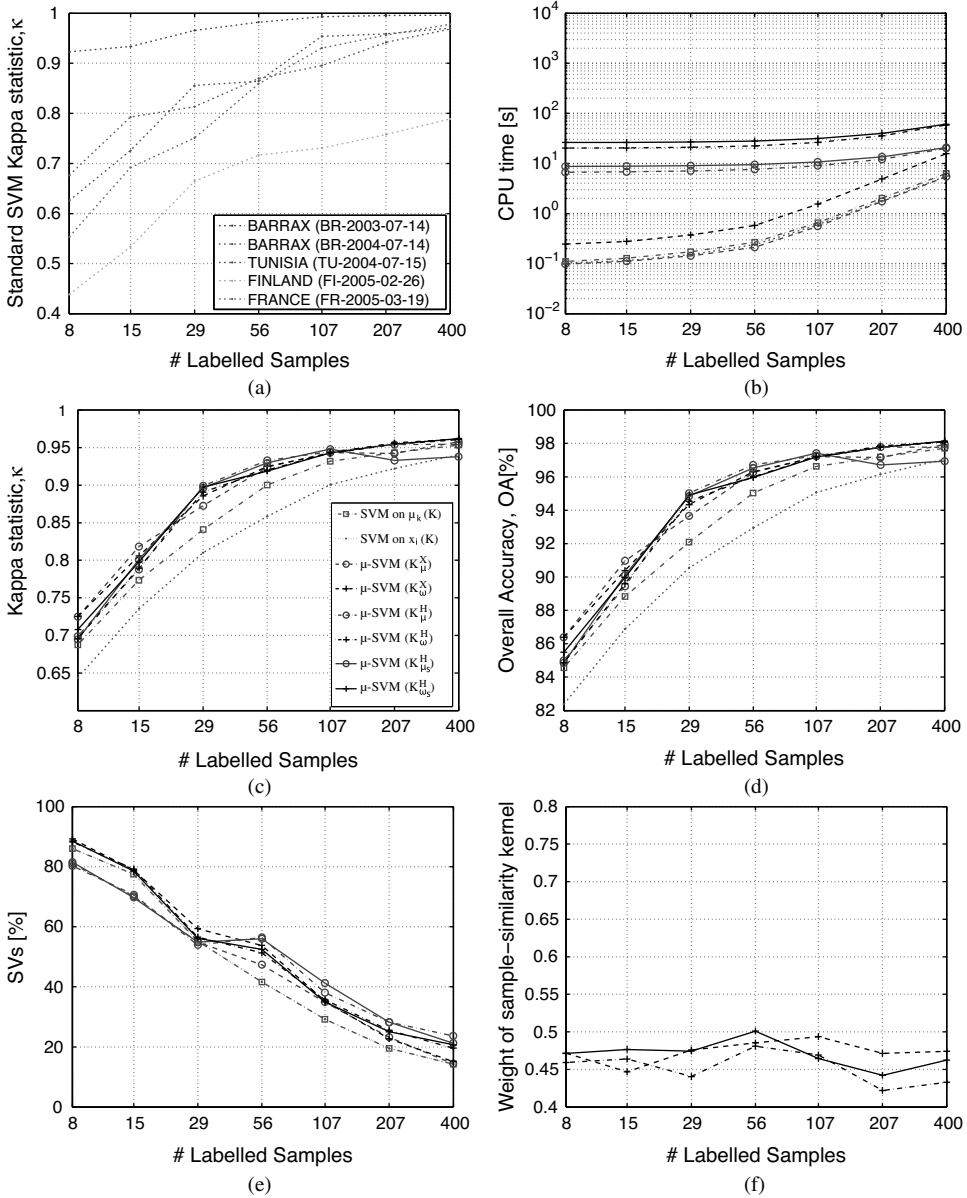 1
0.9
0.8
0.7
0.6
0.5
0.4
Standard SVM Kappa statistic,κ
BARRAX (BR-2003-07-14)
BARRAX (BR-2004-07-14)
TUNISIA (TU-2004-07-15)
FINLAND (FI-2005-02-26)
FRANCE (FR-2005-03-19)
8 15 29 56 107 207 400
# Labelled Samples
(a)
10^4
10^3
10^2
10^1
10^0
10^−1
10^−2
CPU time [s]
8 15 29 56 107 207 400
# Labelled Samples
(b)
1
0.95
0.9
0.85
0.8
0.75
0.7
0.65
Kappa statistic,κ
SVM on μ_k (K)
SVM on x_i (K)
μ-SVM (K^X_μ)
μ-SVM (K^X_ω)
μ-SVM (K^H_μ)
μ-SVM (K^H_ω)
μ-SVM (K^H_μs)
μ-SVM (K^H_ωs)
8 15 29 56 107 207 400
# Labelled Samples
(c)
100
98
96
94
92
90
88
86
84
82
Overall Accuracy, OA[%]
8 15 29 56 107 207 400
# Labelled Samples
(d)
100
80
60
40
20
0
SVs [%]
8 15 29 56 107 207 400
# Labelled Samples
(e)
0.8
0.75
0.7
0.65
0.6
0.55
0.5
0.45
0.4
Weight of sample−similarity kernel
8 15 29 56 107 207 400
# Labelled Samples
(f)